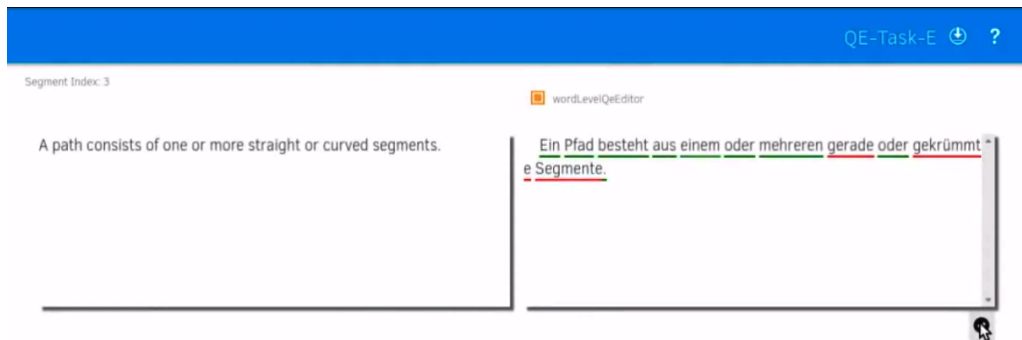 QE-Task-E ?
Segment Index: 3
wordLevelQeEditor
A path consists of one or more straight or curved segments.
Ein Pfad besteht aus einem oder mehreren gerade oder gekrümmt
e Segmente.